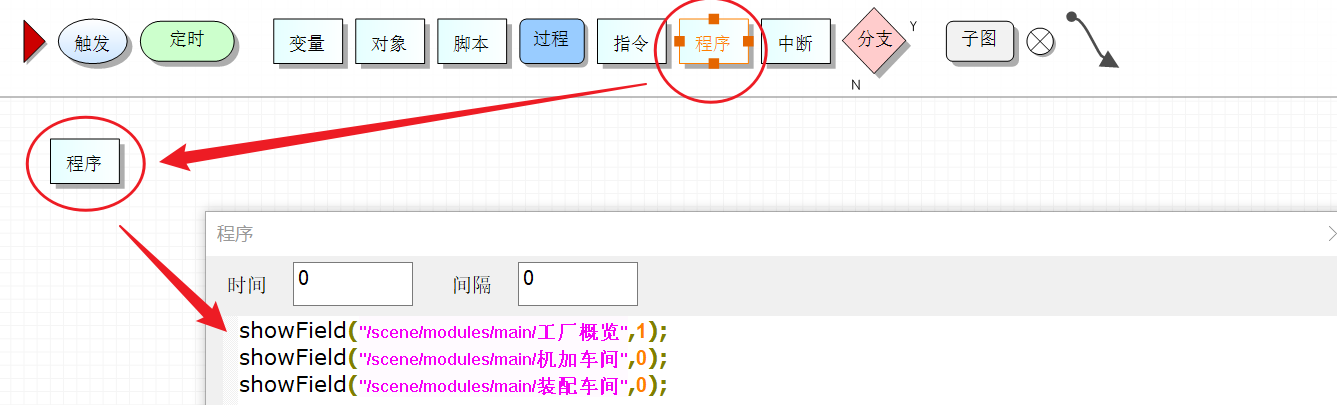 触发 定时 变量 对象 脚本 过程 指令 程序 中断 分支 Y 子图
N
程序
程序
时间 0 间隔 0
showField("/scene/modules/main/工厂概览",1);
showField("/scene/modules/main/机加车间",0);
showField("/scene/modules/main/装配车间",0);